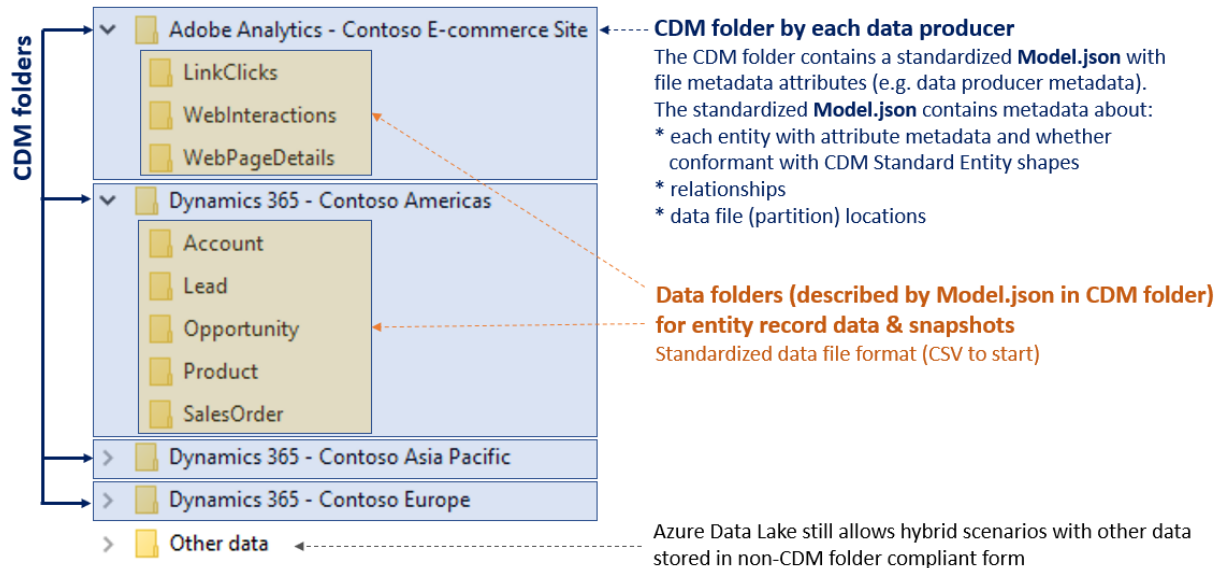 CDM folders
Adobe Analytics - Contoso E-commerce Site
LinkClicks
WebInteractions
WebPageDetails
Dynamics 365 - Contoso Americas
Account
Lead
Opportunity
Product
SalesOrder
Dynamics 365 - Contoso Asia Pacific
Dynamics 365 - Contoso Europe
Other data
CDM folder by each data producer
The CDM folder contains a standardized Model.json with
file metadata attributes (e.g. data producer metadata).
The standardized Model.json contains metadata about:
* each entity with attribute metadata and whether
conformant with CDM Standard Entity shapes
* relationships
* data file (partition) locations
Data folders (described by Model.json in CDM folder)
for entity record data & snapshots
Standardized data file format (CSV to start)
Azure Data Lake still allows hybrid scenarios with other data
stored in non-CDM folder compliant form